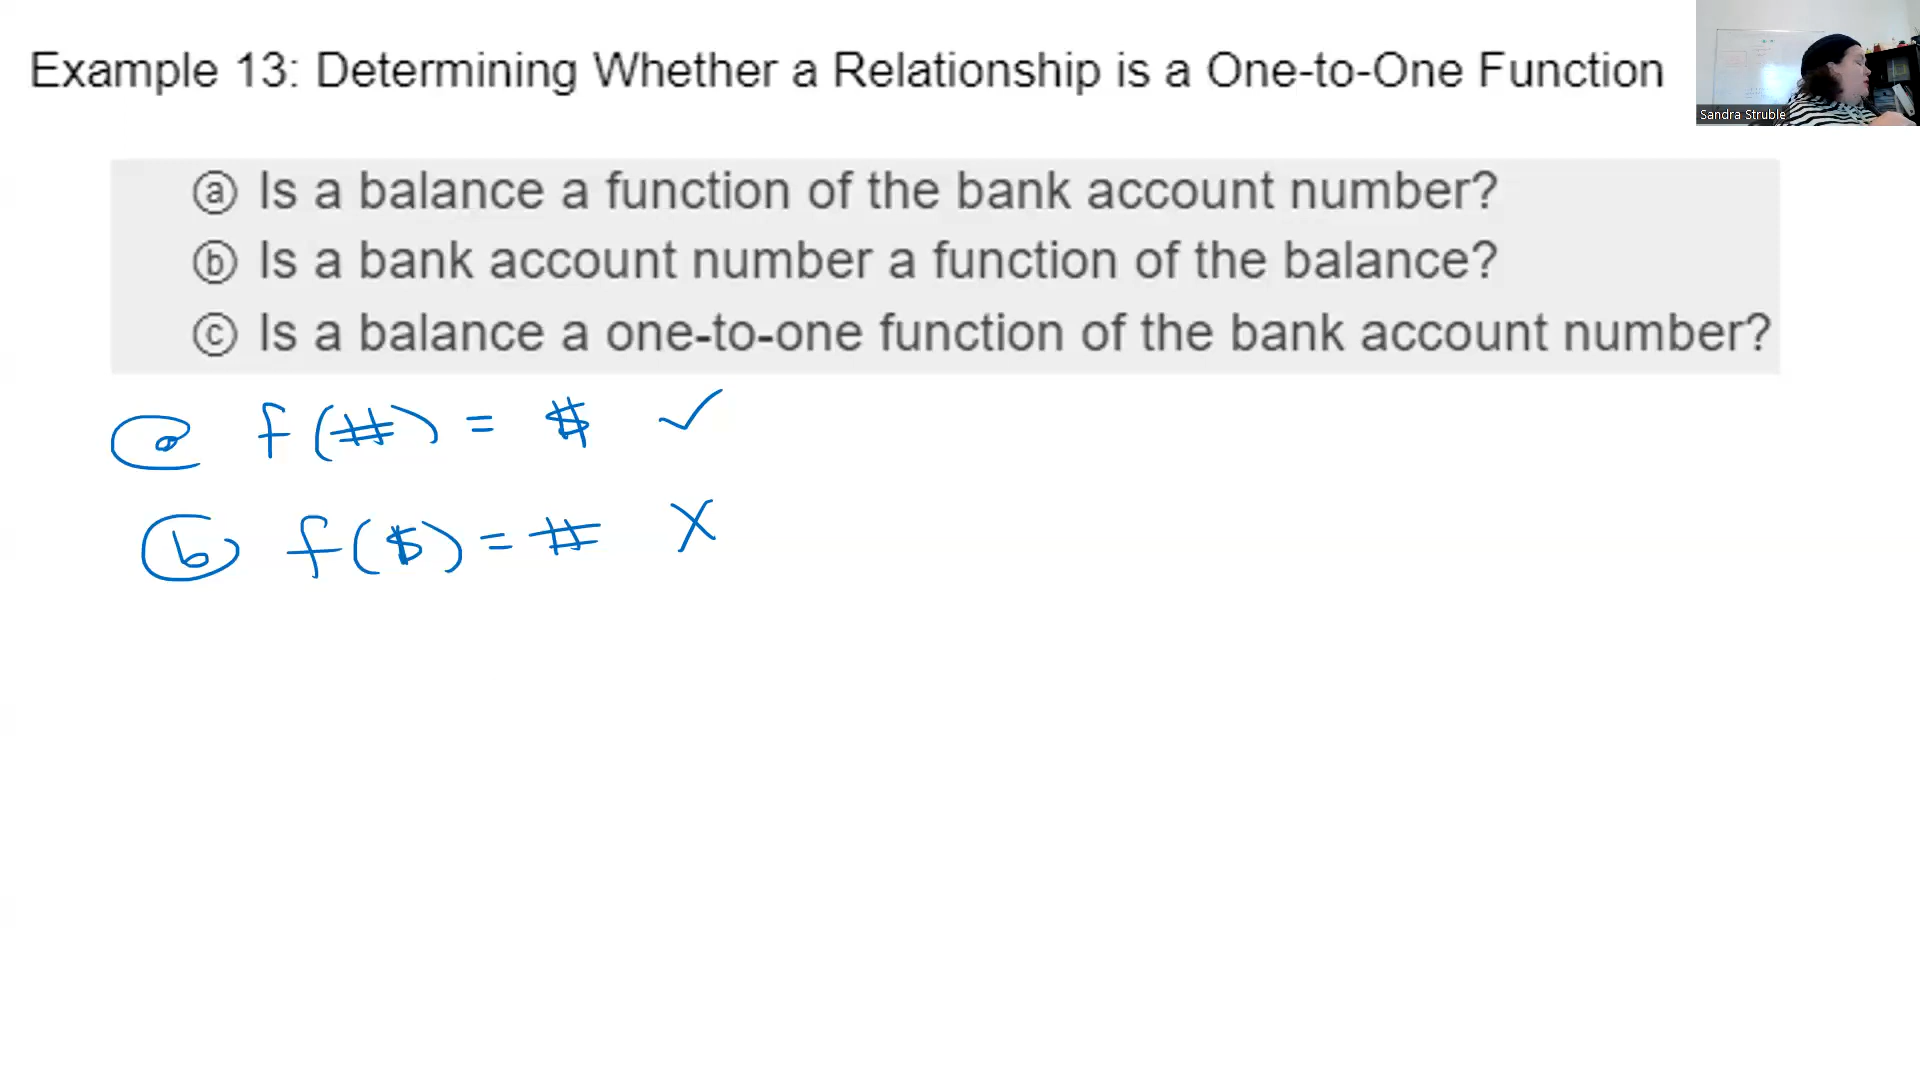 Example 13: Determining Whether a Relationship is a One-to-One Function
Sandra Struble
ⓐ Is a balance a function of the bank account number?
ⓑ Is a bank account number a function of the balance?
ⓒ Is a balance a one-to-one function of the bank account number?
ⓐ f(#) = $ ✓
ⓑ f($) = # X